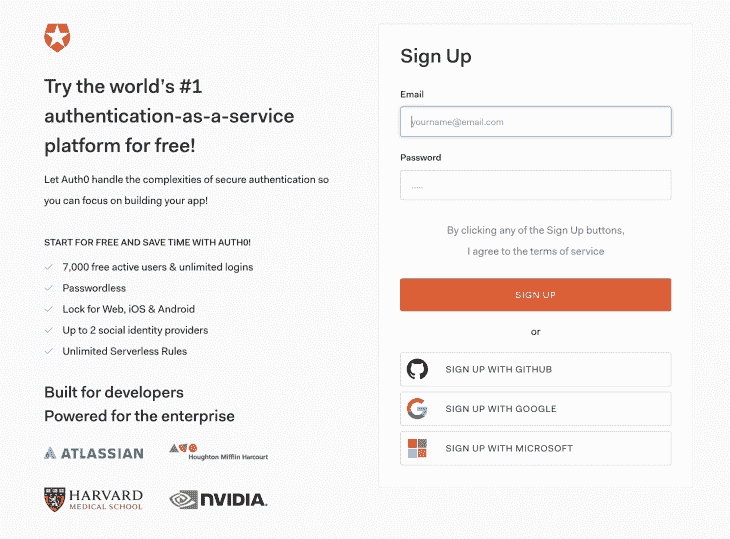 Try the world's #1
authentication-as-a-service
platform for free!
Let Auth0 handle the complexities of secure authentication so
you can focus on building your app!
START FOR FREE AND SAVE TIME WITH AUTH0!
7,000 free active users & unlimited logins
Passwordless
Lock for Web, iOS & Android
Up to 2 social identity providers
Unlimited Serverless Rules
Built for developers
Powered for the enterprise
ATLASSIAN
Houghton Mifflin Harcourt
HARVARD
MEDICAL SCHOOL
NVIDIA.
Sign Up
Email
yourname@email.com
Password
.....
By clicking any of the Sign Up buttons,
I agree to the terms of service
SIGN UP
or
SIGN UP WITH GITHUB
SIGN UP WITH GOOGLE
SIGN UP WITH MICROSOFT